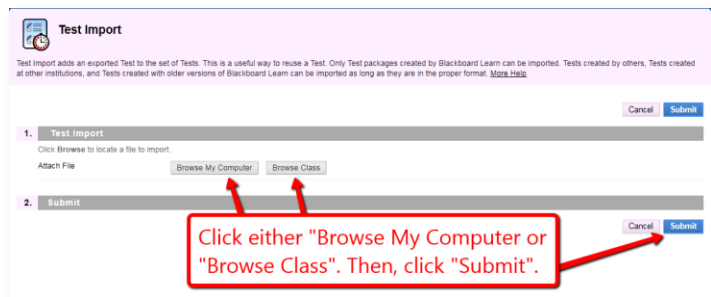 Test Import
Test Import adds an exported Test to the set of Tests. This is a useful way to reuse a Test. Only Test packages created by Blackboard Learn can be imported. Tests created by others, Tests created
at other institutions, and Tests created with older versions of Blackboard Learn can be imported as long as they are in the proper format. More Help
Cancel Submit
1. Test Import
Click Browse to locate a file to import.
Attach File Browse My Computer Browse Class
2. Submit
Cancel Submit
Click either "Browse My Computer or
"Browse Class". Then, click "Submit".